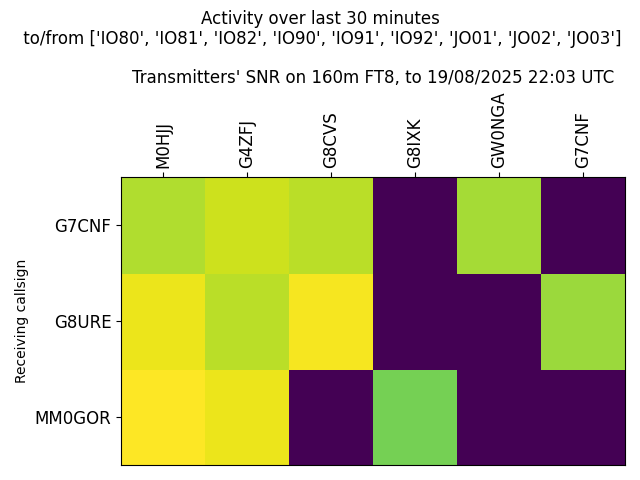 Activity over last 30 minutes
to/from ['IO80', 'IO81', 'IO82', 'IO90', 'IO91', 'IO92', 'JO01', 'JO02', 'JO03']
Transmitters' SNR on 160m FT8, to 19/08/2025 22:03 UTC
M0HJJ
G4ZFJ
G8CVS
G8IXK
GW0NGA
G7CNF
G7CNF
G8URE
MM0GOR
Receiving callsign